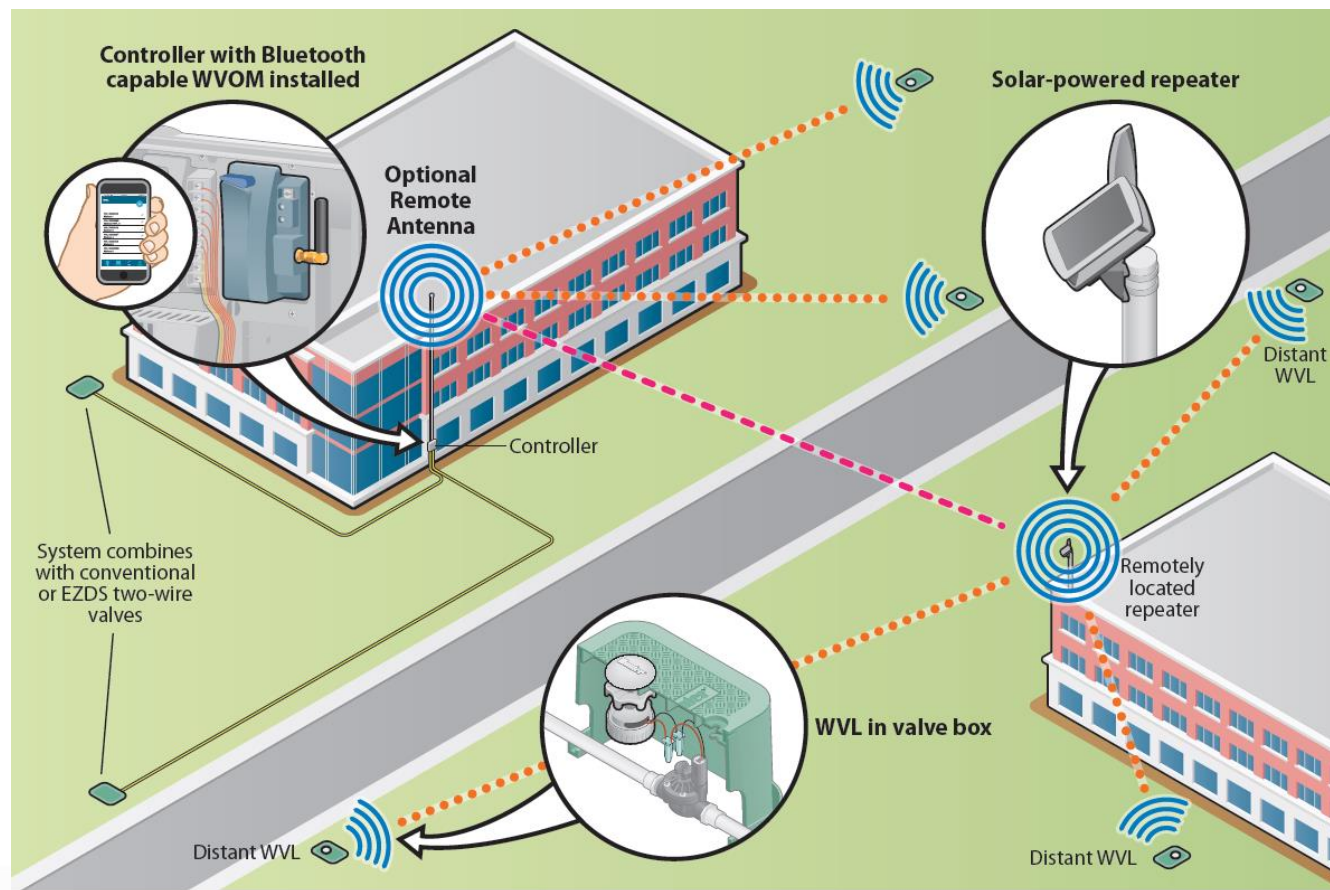 Controller with Bluetooth
capable WVOM installed
Solar-powered repeater
Optional
Remote
Antenna
Distant
WVL
Controller
System combines
with conventional
or EZDS two-wire
valves
Remotely
located
repeater
WVL in valve box
Distant WVL
Distant WVL